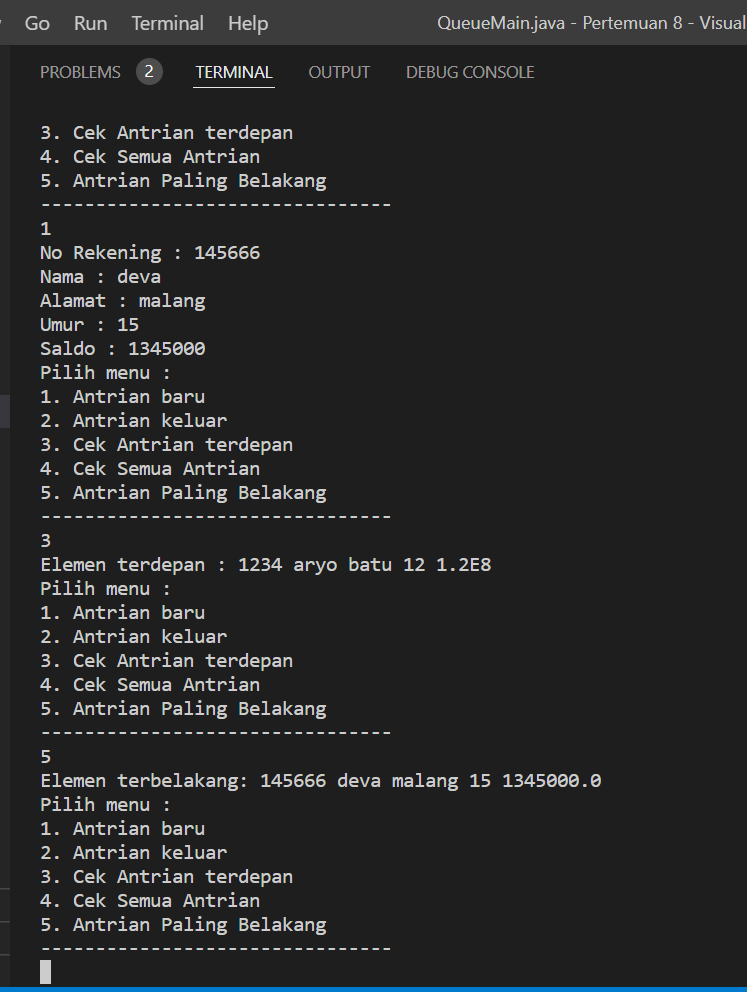 Go Run Terminal Help QueueMain.java - Pertemuan 8 - Visual
PROBLEMS 2 TERMINAL OUTPUT DEBUG CONSOLE
3. Cek Antrian terdepan
4. Cek Semua Antrian
5. Antrian Paling Belakang
--------------------------------
1
No Rekening : 145666
Nama : deva
Alamat : malang
Umur : 15
Saldo : 1345000
Pilih menu :
1. Antrian baru
2. Antrian keluar
3. Cek Antrian terdepan
4. Cek Semua Antrian
5. Antrian Paling Belakang
--------------------------------
3
Elemen terdepan : 1234 aryo batu 12 1.2E8
Pilih menu :
1. Antrian baru
2. Antrian keluar
3. Cek Antrian terdepan
4. Cek Semua Antrian
5. Antrian Paling Belakang
--------------------------------
5
Elemen terbelakang: 145666 deva malang 15 1345000.0
Pilih menu :
1. Antrian baru
2. Antrian keluar
3. Cek Antrian terdepan
4. Cek Semua Antrian
5. Antrian Paling Belakang
--------------------------------